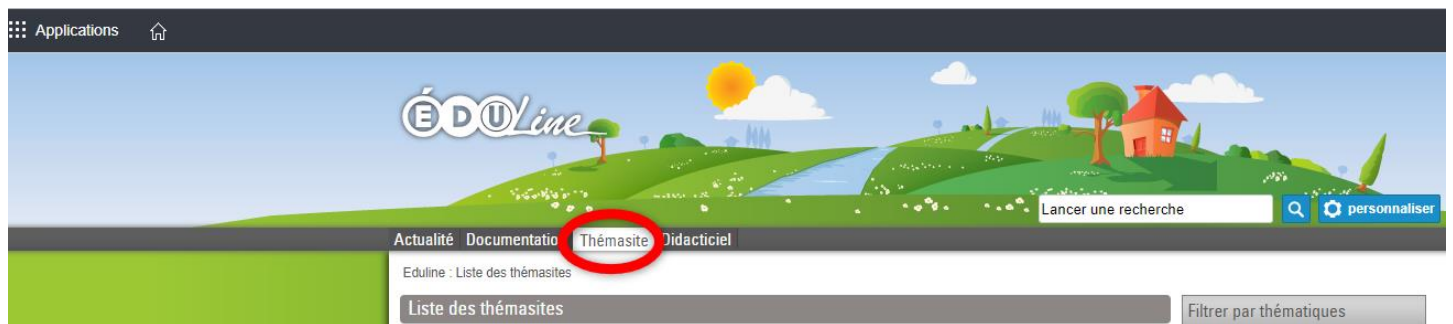 Applications
ÉDULine
Lancer une recherche
personnaliser
Actualité Documentation Thémasite Didacticiel
Eduline : Liste des thémasites
Liste des thémasites
Filtrer par thématiques